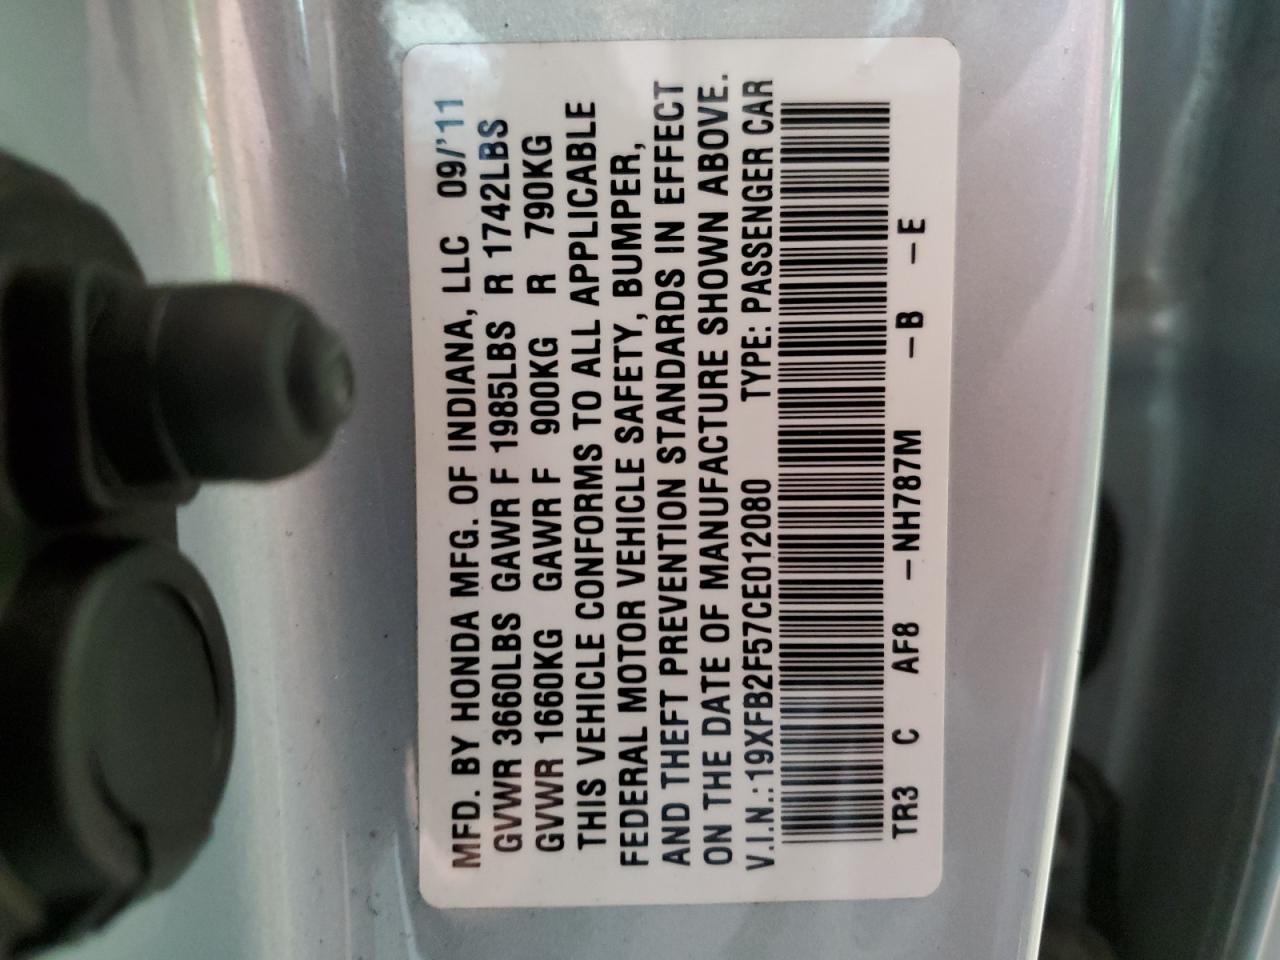 MFD. BY HONDA MFG. OF INDIANA, LLC 09/'11
GVWR 3660LBS GAWR F 1985LBS R 1742LBS
GVWR 1660KG GAWR F 900KG R 790KG
THIS VEHICLE CONFORMS TO ALL APPLICABLE
FEDERAL MOTOR VEHICLE SAFETY, BUMPER,
AND THEFT PREVENTION STANDARDS IN EFFECT
ON THE DATE OF MANUFACTURE SHOWN ABOVE.
V.I.N.:19XFB2F57CE012080 TYPE: PASSENGER CAR
TR3 C AF8 –NH787M –B –E